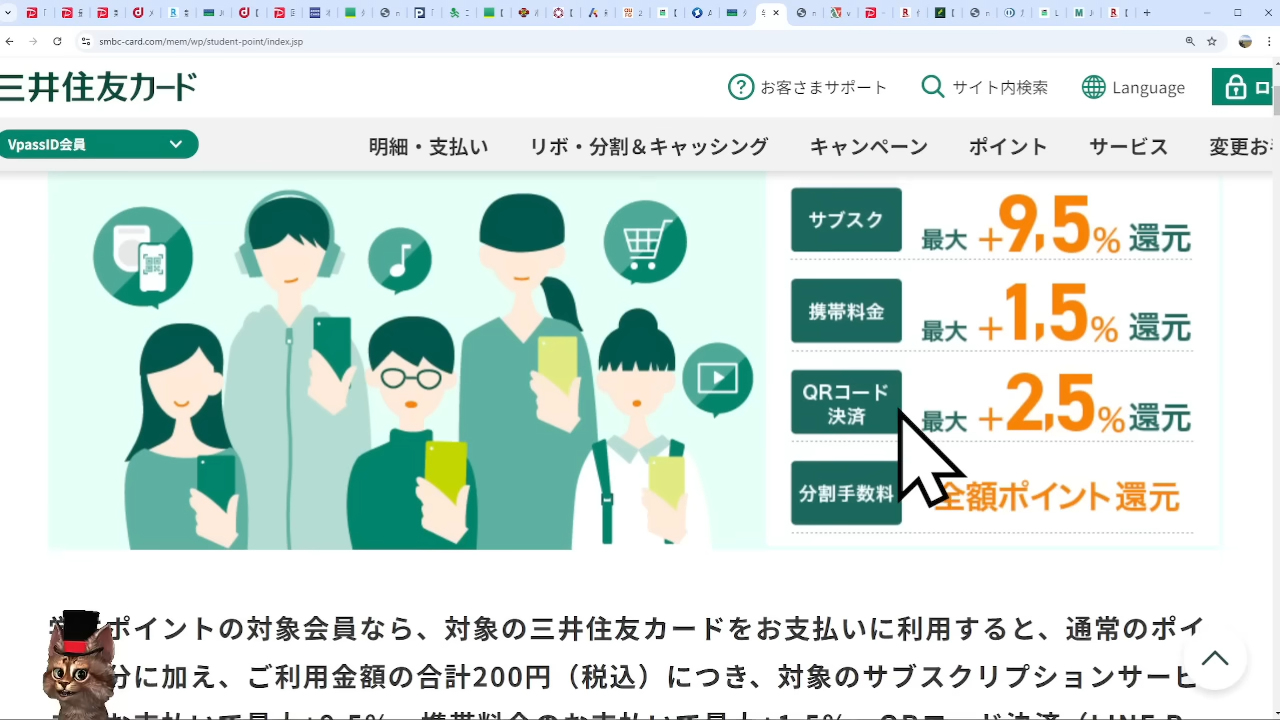 smbc-card.com/mem/wp/student-point/index.jsp
三井住友カード
お客さまサポート
サイト内検索
Language
VpassID会員
明細・支払い
リボ・分割＆キャッシング
キャンペーン
ポイント
サービス
変更お
サブスク
最大 +9.5% 還元
携帯料金
最大 +1.5% 還元
QRコード
決済
最大 +2.5% 還元
分割手数料
全額ポイント還元
ポイントの対象会員なら、対象の三井住友カードをお支払いに利用すると、通常のポイ
分に加え、ご利用金額の合計200円（税込）につき、対象のサブスクリプションサービ